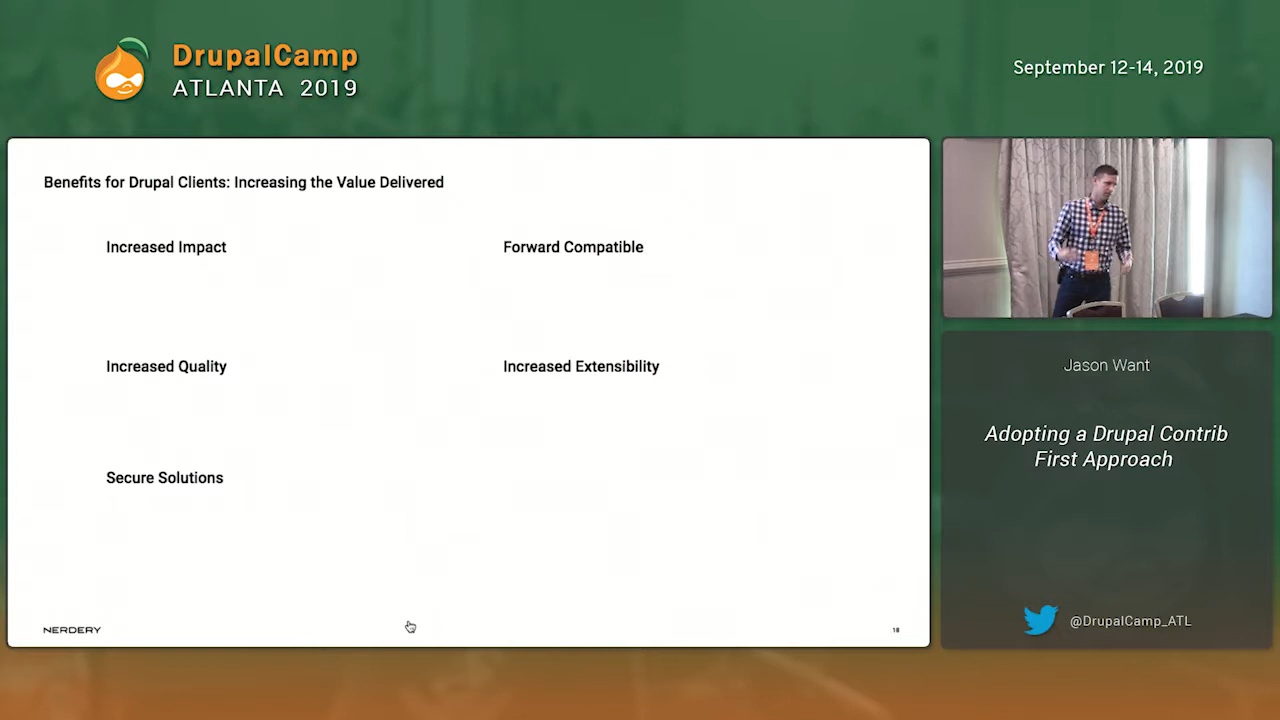 DrupalCamp
ATLANTA 2019
September 12-14, 2019
Benefits for Drupal Clients: Increasing the Value Delivered
Increased Impact
Forward Compatible
Increased Quality
Increased Extensibility
Secure Solutions
NERDERY
18
Jason Want
Adopting a Drupal Contrib
First Approach
@DrupalCamp_ATL